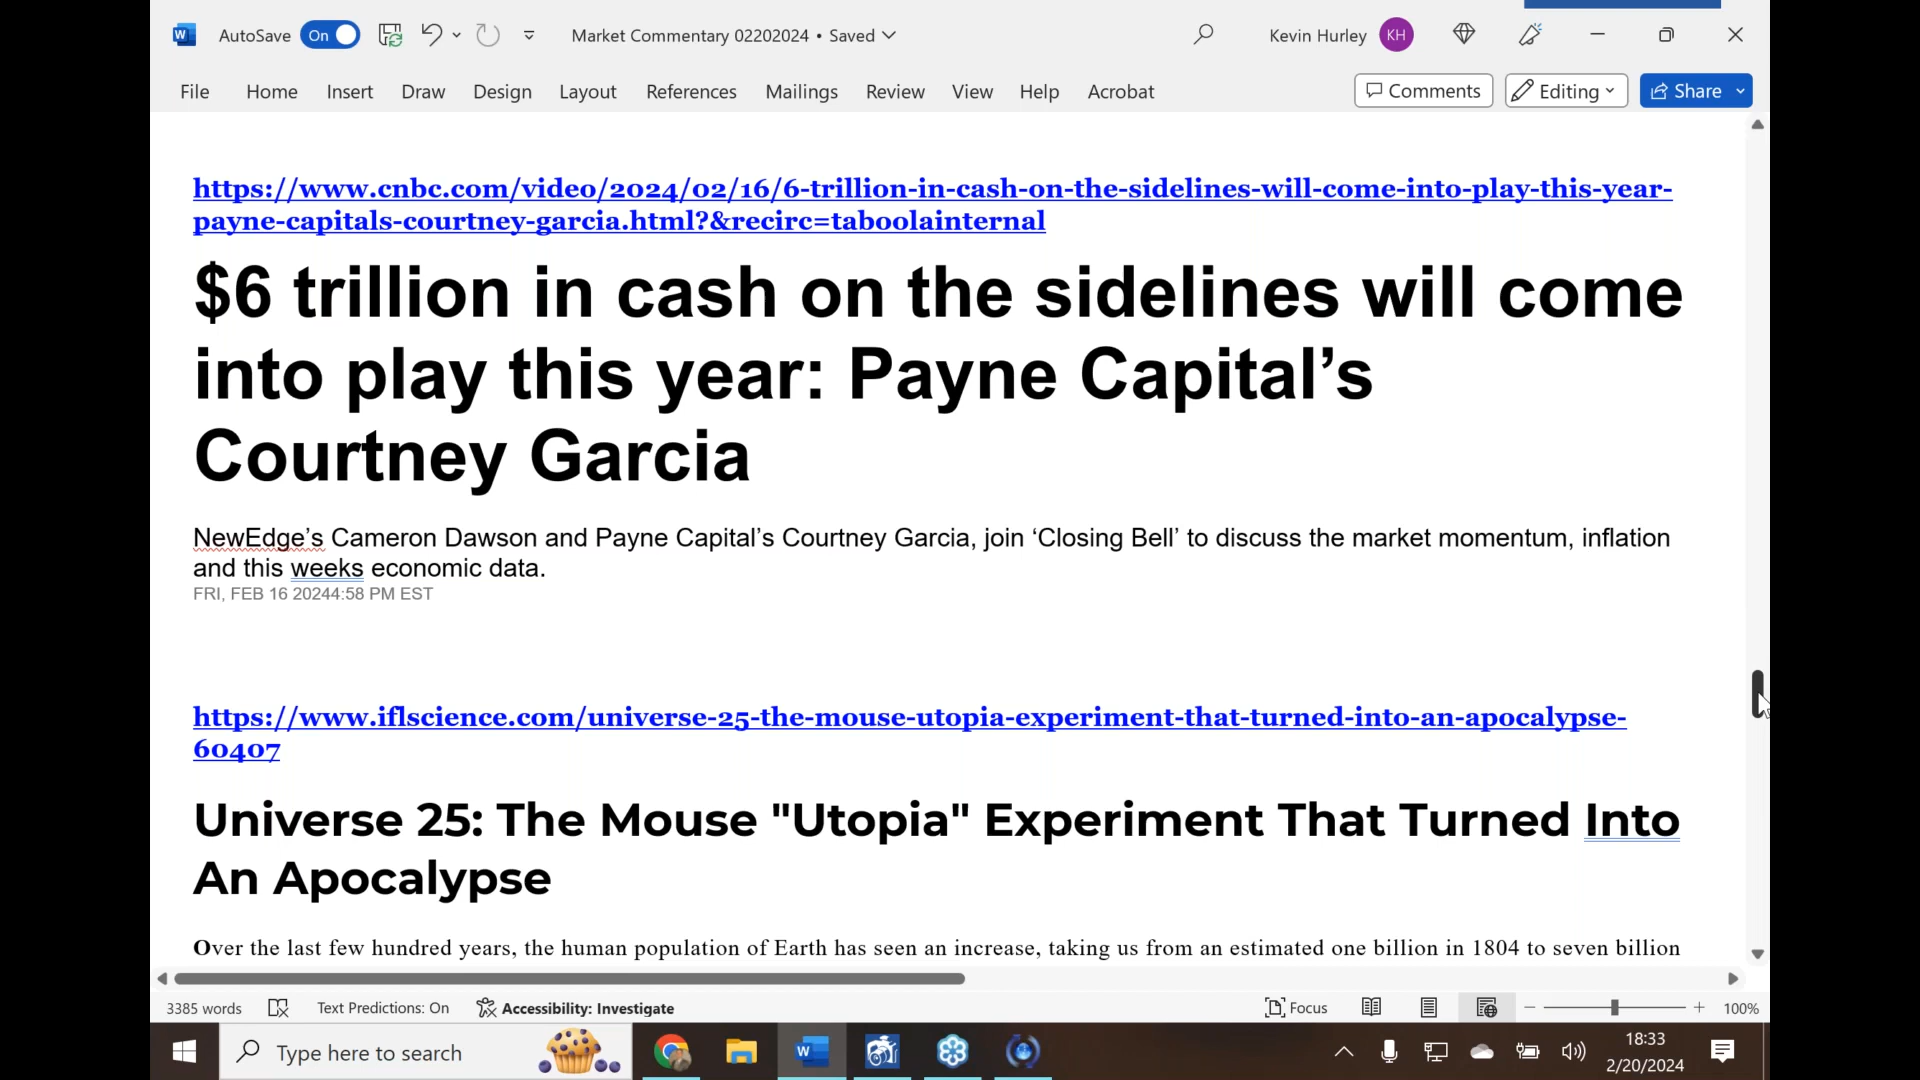 AutoSave On Market Commentary 02202024 • Saved Kevin Hurley KH
File Home Insert Draw Design Layout References Mailings Review View Help Acrobat Comments Editing Share
https://www.cnbc.com/video/2024/02/16/6-trillion-in-cash-on-the-sidelines-will-come-into-play-this-year-
payne-capitals-courtney-garcia.html?&recirc=taboolainternal
$6 trillion in cash on the sidelines will come
into play this year: Payne Capital’s
Courtney Garcia
NewEdge’s Cameron Dawson and Payne Capital’s Courtney Garcia, join ‘Closing Bell’ to discuss the market momentum, inflation
and this weeks economic data.
FRI, FEB 16 20244:58 PM EST
https://www.iflscience.com/universe-25-the-mouse-utopia-experiment-that-turned-into-an-apocalypse-
60407
Universe 25: The Mouse "Utopia" Experiment That Turned Into
An Apocalypse
Over the last few hundred years, the human population of Earth has seen an increase, taking us from an estimated one billion in 1804 to seven billion
3385 words Text Predictions: On Accessibility: Investigate Focus 100%
Type here to search
18:33
2/20/2024